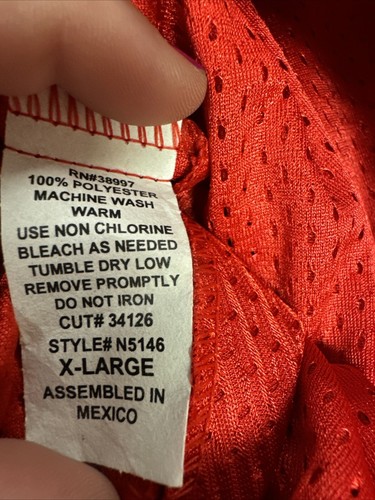 RN#38997
100% POLYESTER
MACHINE WASH
WARM
USE NON CHLORINE
BLEACH AS NEEDED
TUMBLE DRY LOW
REMOVE PROMPTLY
DO NOT IRON
CUT# 34126
STYLE# N5146
X-LARGE
ASSEMBLED IN
MEXICO